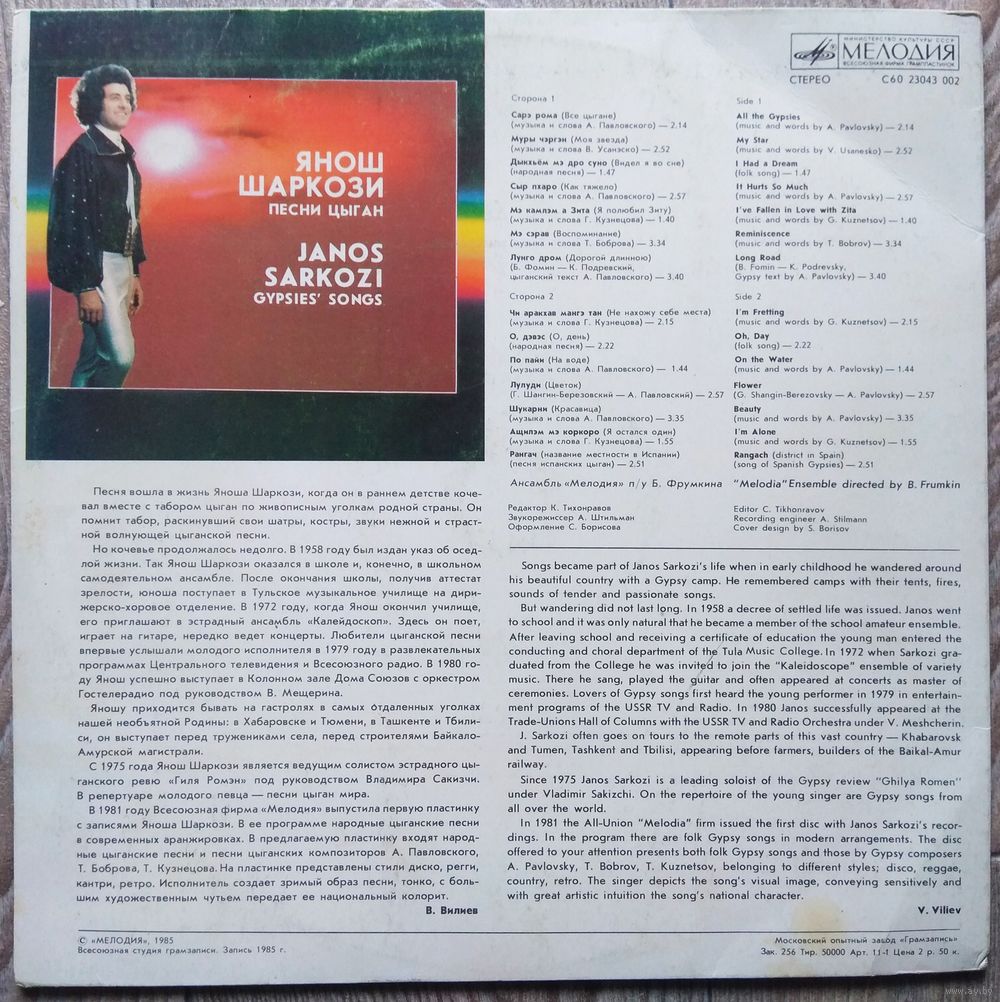 ЯНОШ
ШАРКОЗИ
ПЕСНИ ЦЫГАН
JANOS
SARKOZI
GYPSIES' SONGS
МИНИСТЕРСТВО КУЛЬТУРЫ СССР
МЕЛОДИЯ
ВСЕСОЮЗНАЯ ФИРМА ГРАМПЛАСТИНОК
СТЕРЕО С60 23043 002
Сторона 1
Сарэ рома (Все цыгане)
(музыка и слова А. Павловского) — 2.14
Муры чэргэн (Моя звезда)
(музыка и слова В. Усанэско) — 2.52
Дыкхьём мэ дро суно (Видел я во сне)
(народная песня) — 1.47
Сыр пхаро (Как тяжело)
(музыка и слова А. Павловского) — 2.57
Мэ камлэм а Зита (Я полюбил Зиту)
(музыка и слова Г. Кузнецова) — 1.40
Мэ сэрав (Воспоминание)
(музыка и слова Т. Боброва) — 3.34
Лунго дром (Дорогой длинною)
(Б. Фомин — К. Подревский,
цыганский текст А. Павловского) — 3.40
Сторона 2
Чи аракхав мангэ тан (Не нахожу себе места)
(музыка и слова Г. Кузнецова) — 2.15
О, дэвэс (О, день)
(народная песня) — 2.22
По пайи (На воде)
(музыка и слова А. Павловского) — 1.44
Лулуди (Цветок)
(Г. Шангин-Березовский — А. Павловский) — 2.57
Шукарни (Красавица)
(музыка и слова А. Павловского) — 3.35
Ащилэм мэ коркоро (Я остался один)
(музыка и слова Г. Кузнецова) — 1.55
Рангач (название местности в Испании)
(песня испанских цыган) — 2.51
Side 1
All the Gypsies
(music and words by A. Pavlovsky) — 2.14
My Star
(music and words by V. Usanesko) — 2.52
I Had a Dream
(folk song) — 1.47
It Hurts So Much
(music and words by A. Pavlovsky) — 2.57
I've Fallen in Love with Zita
(music and words by G. Kuznetsov) — 1.40
Reminiscence
(music and words by T. Bobrov) — 3.34
Long Road
(B. Fomin — K. Podrevsky,
Gypsy text by A. Pavlovsky) — 3.40
Side 2
I'm Fretting
(music and words by G. Kuznetsov) — 2.15
Oh, Day
(folk song) — 2.22
On the Water
(music and words by A. Pavlovsky) — 1.44
Flower
(G. Shangin-Berezovsky — A. Pavlovsky) — 2.57
Beauty
(music and words by A. Pavlovsky) — 3.35
I'm Alone
(music and words by G. Kuznetsov) — 1.55
Rangach (district in Spain)
(song of Spanish Gypsies) — 2.51
Ансамбль «Мелодия» п/у Б. Фрумкина "Melodia" Ensemble directed by B. Frumkin
Редактор К. Тихонравов
Звукорежиссер А. Штильман
Оформление С. Борисова
Editor C. Tikhonravov
Recording engineer A. Stilmann
Cover design by S. Borisov
Песня вошла в жизнь Яноша Шаркози, когда он в раннем детстве коче-
вал вместе с табором цыган по живописным уголкам родной страны. Он
помнит табор, раскинувший свои шатры, костры, звуки нежной и страст-
ной волнующей цыганской песни.
Но кочевье продолжалось недолго. В 1958 году был издан указ об осед-
лой жизни. Так Янош Шаркози оказался в школе и, конечно, в школьном
самодеятельном ансамбле. После окончания школы, получив аттестат
зрелости, юноша поступает в Тульское музыкальное училище на дири-
жерско-хоровое отделение. В 1972 году, когда Янош окончил училище,
его приглашают в эстрадный ансамбль «Калейдоскоп». Здесь он поет,
играет на гитаре, нередко ведет концерты. Любители цыганской песни
впервые услышали молодого исполнителя в 1979 году в развлекательных
программах Центрального телевидения и Всесоюзного радио. В 1980 го-
ду Янош успешно выступает в Колонном зале Дома Союзов с оркестром
Гостелерадио под руководством В. Мещерина.
Яношу приходится бывать на гастролях в самых отдаленных уголках
нашей необъятной Родины: в Хабаровске и Тюмени, в Ташкенте и Тбили-
си, он выступает перед тружениками села, перед строителями Байкало-
Амурской магистрали.
С 1975 года Янош Шаркози является ведущим солистом эстрадного цы-
ганского ревю «Гиля Ромэн» под руководством Владимира Сакизчи.
В репертуаре молодого певца — песни цыган мира.
В 1981 году Всесоюзная фирма «Мелодия» выпустила первую пластинку
с записями Яноша Шаркози. В ее программе народные цыганские песни
в современных аранжировках. В предлагаемую пластинку входят народ-
ные цыганские песни и песни цыганских композиторов А. Павловского,
Т. Боброва, Т. Кузнецова. На пластинке представлены стили диско, регги,
кантри, ретро. Исполнитель создает зримый образ песни, тонко, с боль-
шим художественным чутьем передает ее национальный колорит.
В. Вилиев
Songs became part of Janos Sarkozi's life when in early childhood he wandered around
his beautiful country with a Gypsy camp. He remembered camps with their tents, fires,
sounds of tender and passionate songs.
But wandering did not last long. In 1958 a decree of settled life was issued. Janos went
to school and it was only natural that he became a member of the school amateur ensemble.
After leaving school and receiving a certificate of education the young man entered the
conducting and choral department of the Tula Music College. In 1972 when Sarkozi gra-
duated from the College he was invited to join the "Kaleidoscope" ensemble of variety
music. There he sang, played the guitar and often appeared at concerts as master of
ceremonies. Lovers of Gypsy songs first heard the young performer in 1979 in entertain-
ment programs of the USSR TV and Radio. In 1980 Janos successfully appeared at the
Trade-Unions Hall of Columns with the USSR TV and Radio Orchestra under V. Meshcherin.
J. Sarkozi often goes on tours to the remote parts of this vast country — Khabarovsk
and Tumen, Tashkent and Tbilisi, appearing before farmers, builders of the Baikal-Amur
railway.
Since 1975 Janos Sarkozi is a leading soloist of the Gypsy review "Ghilya Romen"
under Vladimir Sakizchi. On the repertoire of the young singer are Gypsy songs from
all over the world.
In 1981 the All-Union "Melodia" firm issued the first disc with Janos Sarkozi's recor-
dings. In the program there are folk Gypsy songs in modern arrangements. The disc
offered to your attention presents both folk Gypsy songs and those by Gypsy composers
A. Pavlovsky, T. Bobrov, T. Kuznetsov, belonging to different styles; disco, reggae,
country, retro. The singer depicts the song's visual image, conveying sensitively and
with great artistic intuition the song's national character.
V. Viliev
© «МЕЛОДИЯ», 1985
Всесоюзная студия грамзаписи. Запись 1985 г.
Московский опытный завод «Грамзапись»
Зак. 256 Тир. 50000 Арт. 11-1 Цена 2 р. 50 к.
www.ay.by